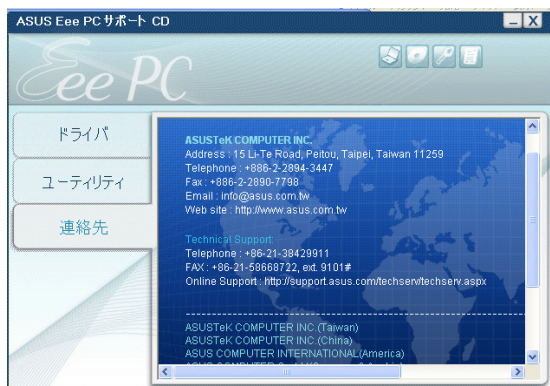 ASUS Eee PC サポート CD
Eee PC
ドライバ
ユーティリティ
連絡先
ASUSTeK COMPUTER INC.
Address : 15 Li-Te Road, Peitou, Taipei, Taiwan 11259
Telephone : +886-2-2894-3447
Fax : +886-2-2890-7798
Email : info@asus.com.tw
Web site : http://www.asus.com.tw
Technical Support:
Telephone : +86-21-38429911
FAX : +86-21-58668722, ext. 9101#
Online Support : http://support.asus.com/techserv/techserv.aspx
ASUSTeK COMPUTER INC.(Taiwan)
ASUSTeK COMPUTER INC.(China)
ASUS COMPUTER INTERNATIONAL(America)